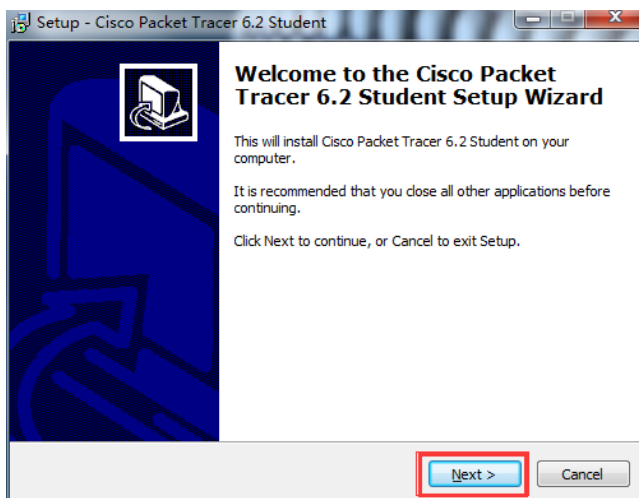 Setup - Cisco Packet Tracer 6.2 Student
Welcome to the Cisco Packet
Tracer 6.2 Student Setup Wizard
This will install Cisco Packet Tracer 6.2 Student on your
computer.
It is recommended that you close all other applications before
continuing.
Click Next to continue, or Cancel to exit Setup.
Next >
Cancel